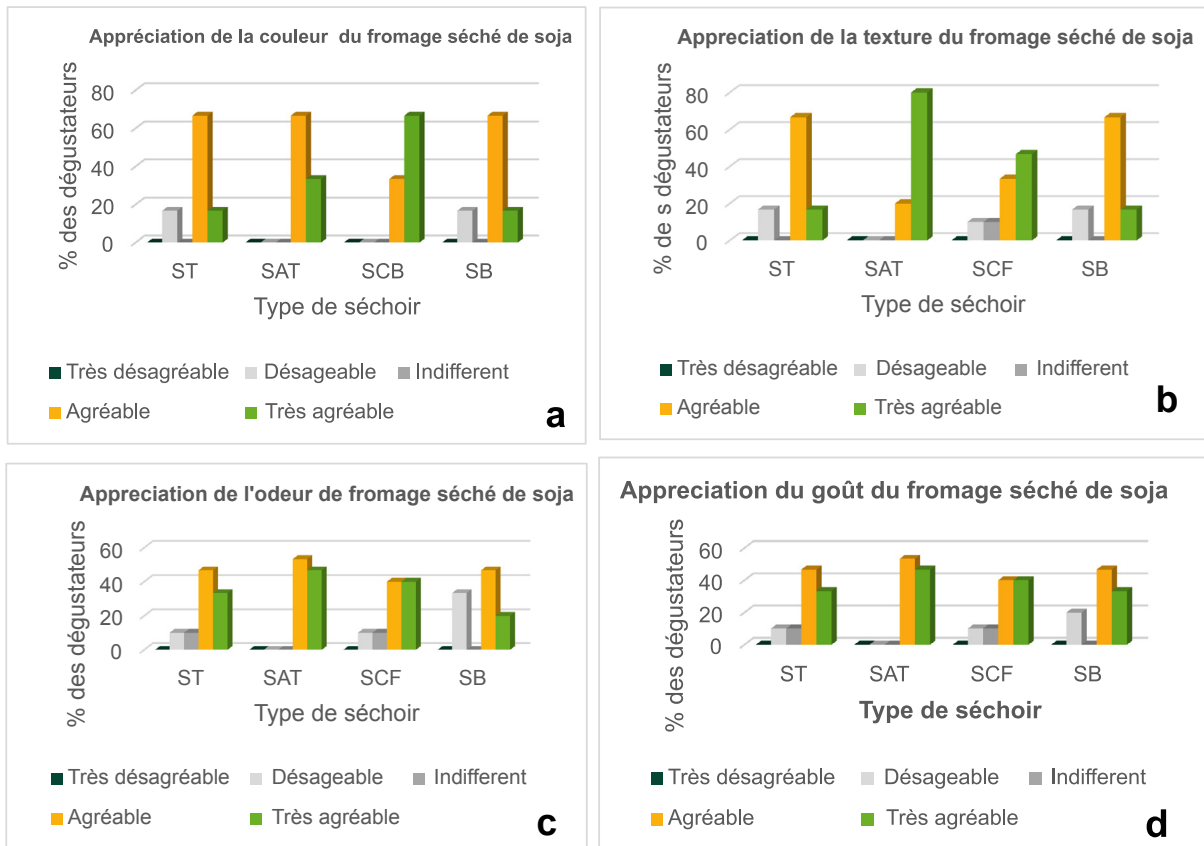 Appréciation de la couleur du fromage séché de soja
% des dégustateurs
80
60
40
20
0
ST SAT SCB SB
Type de séchoir
Très désagréable Désageable Indifferent
Agréable Très agréable
a
Appreciation de la texture du fromage séché de soja
% de s dégustateurs
80
60
40
20
0
ST SAT SCF SB
Type de séchoir
Très désagréable Désageable Indifferent
Agréable Très agréable
b
Appreciation de l'odeur de fromage séché de soja
% des dégustateurs
60
40
20
0
ST SAT SCF SB
Type de séchoir
Très désagréable Désageable Indifferent
Agréable Très agréable
c
Appreciation du goût du fromage séché de soja
% des dégustateurs
60
40
20
0
ST SAT SCF SB
Type de séchoir
Très désagréable Désageable Indifferent
Agréable Très agréable
d